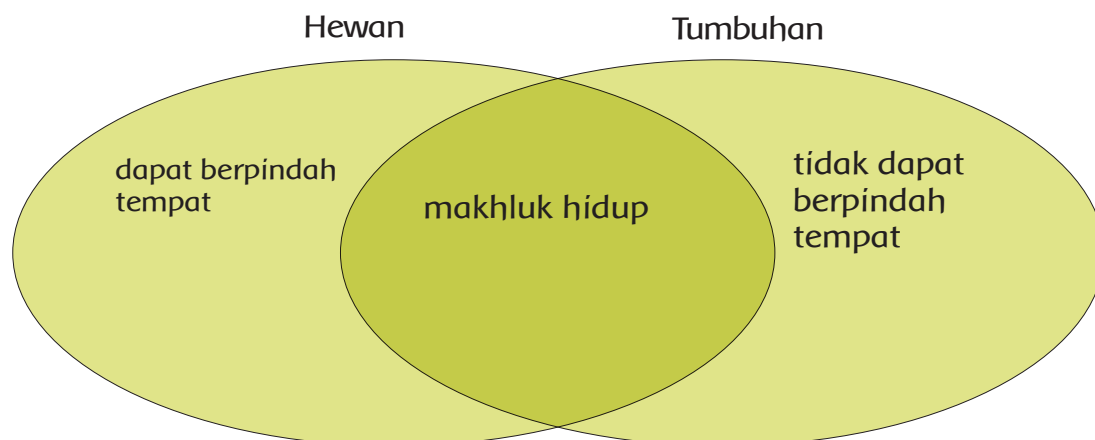 Hewan
Tumbuhan
dapat berpindah
tempat
makhluk hidup
tidak dapat
berpindah
tempat